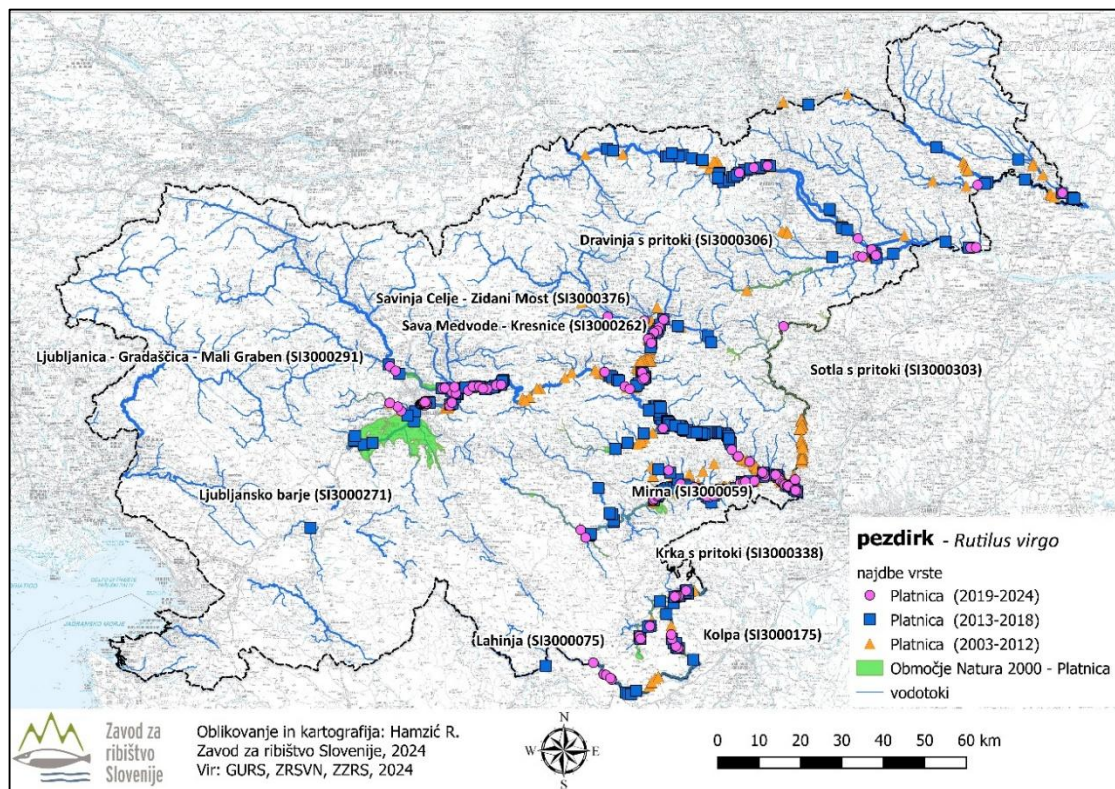 Dravinja s pritoki (SI3000306)
Savinja Celje - Zidani Most (SI3000376)
Sava Medvode - Kresnice (SI3000262)
Ljubljanica - Gradaščica - Mali Graben (SI3000291)
Sotla s pritoki (SI3000303)
Ljubljansko barje (SI3000271)
Mirna (SI3000059)
Krka s pritoki (SI3000338)
Lahinja (SI3000075)
Kolpa (SI3000175)
pezdirk - Rutilus virgo
najdbe vrste
Platnica (2019-2024)
Platnica (2013-2018)
Platnica (2003-2012)
Območje Natura 2000 - Platnica
vodotoki
Zavod za
ribištvo
Slovenije
Oblikovanje in kartografija: Hamzić R.
Zavod za ribištvo Slovenije, 2024
Vir: GURS, ZRSVN, ZZRS, 2024
N
W E
S
0 10 20 30 40 50 60 km